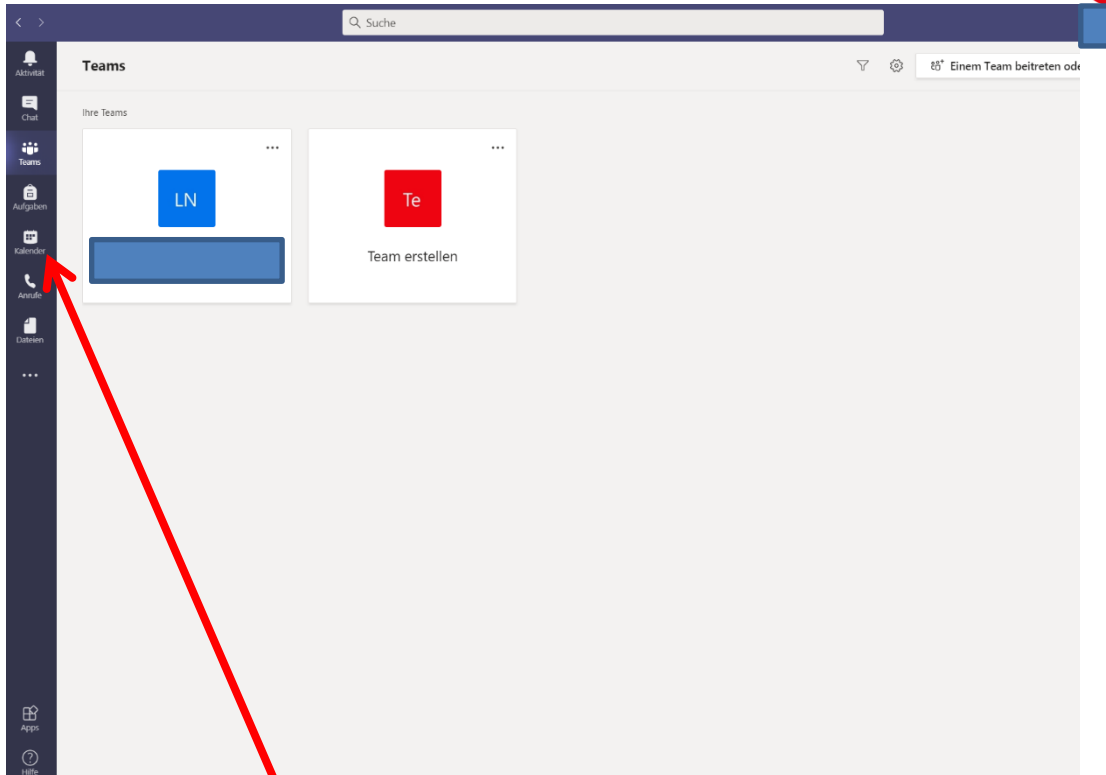 Suche
Aktivität
Chat
Teams
Aufgaben
Kalender
Anrufe
Dateien
Apps
Hilfe
Teams
Einem Team beitreten ode
Ihre Teams
LN
Te
Team erstellen